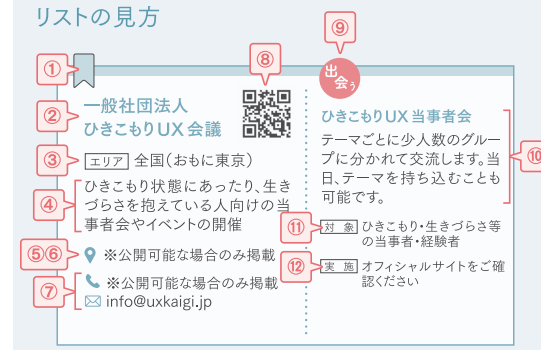 リストの見方
①
②
③
④
⑤⑥
⑦
⑧
一般社団法人
ひきこもりUX会議
エリア 全国(おもに東京)
ひきこもり状態にあったり、生き
づらさを抱えている人向けの当
事者会やイベントの開催
※公開可能な場合のみ掲載
※公開可能な場合のみ掲載
info@uxkaigi.jp
⑨
出会う
ひきこもりUX当事者会
テーマごとに少人数のグルー
プに分かれて交流します。当
日、テーマを持ち込むことも
可能です。
⑩
⑪
対象 ひきこもり・生きづらさ等
の当事者・経験者
⑫
実施 オフィシャルサイトをご確
認ください